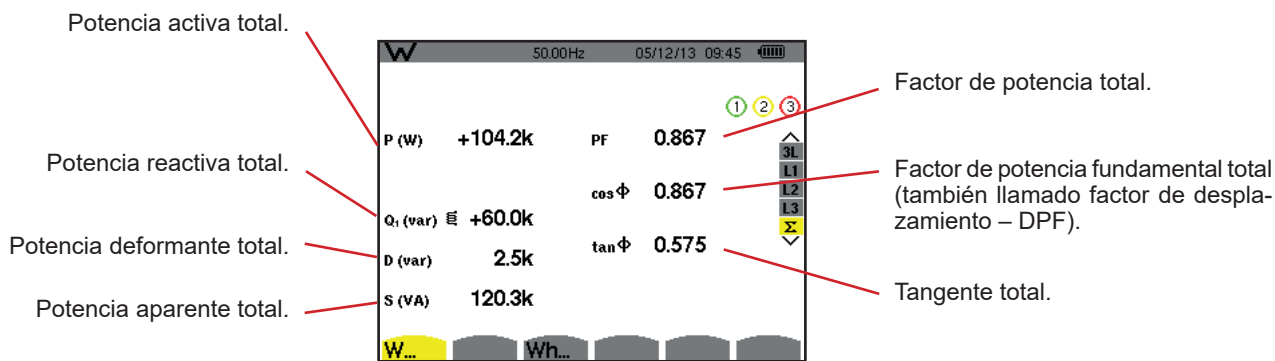 Potencia activa total.
Potencia reactiva total.
Potencia deformante total.
Potencia aparente total.
W 50.00Hz 05/12/13 09:45
1 2 3
P (W) +104.2k PF 0.867
cos Φ 0.867
Q₁ (var) +60.0k
tan Φ 0.575
D (var) 2.5k
S (VA) 120.3k
3L
L1
L2
L3
Σ
W... Wh...
Factor de potencia total.
Factor de potencia fundamental total
(también llamado factor de despla-
zamiento – DPF).
Tangente total.